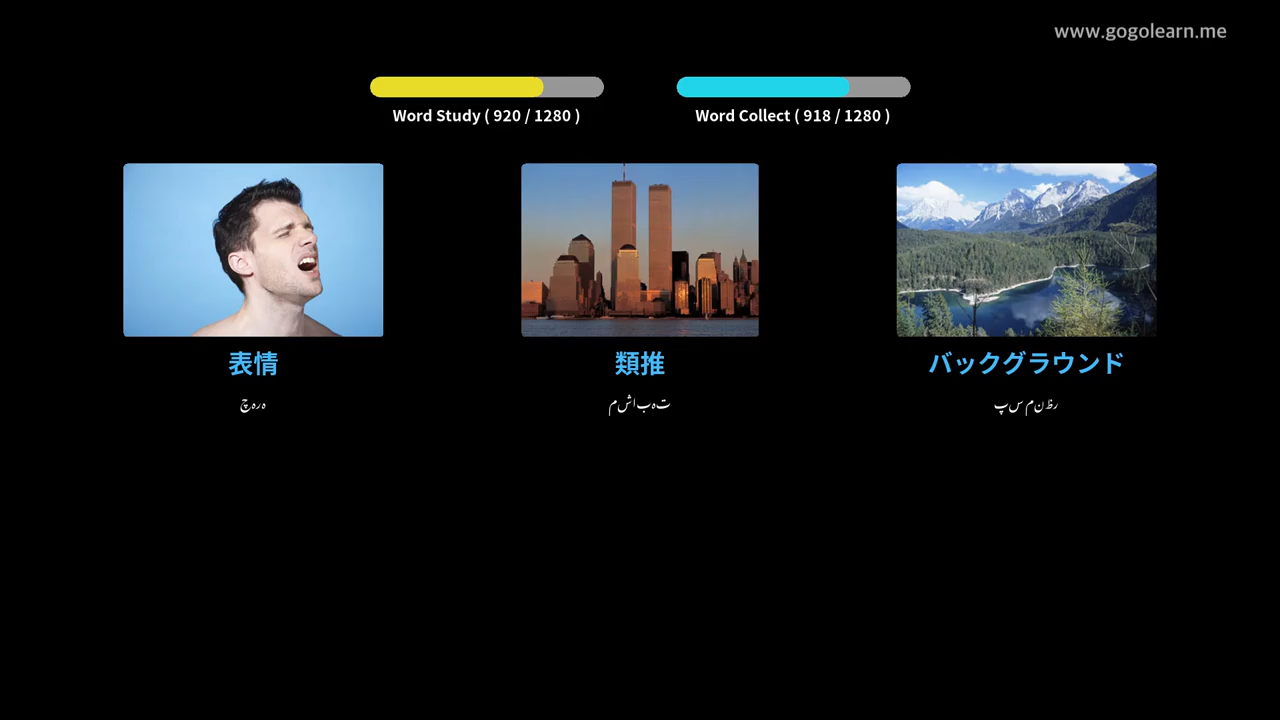 www.gogolearn.me
Word Study ( 920 / 1280 )
Word Collect ( 918 / 1280 )
表情
類推
バックグラウンド
چہرہ
مشابہت
پس منظر